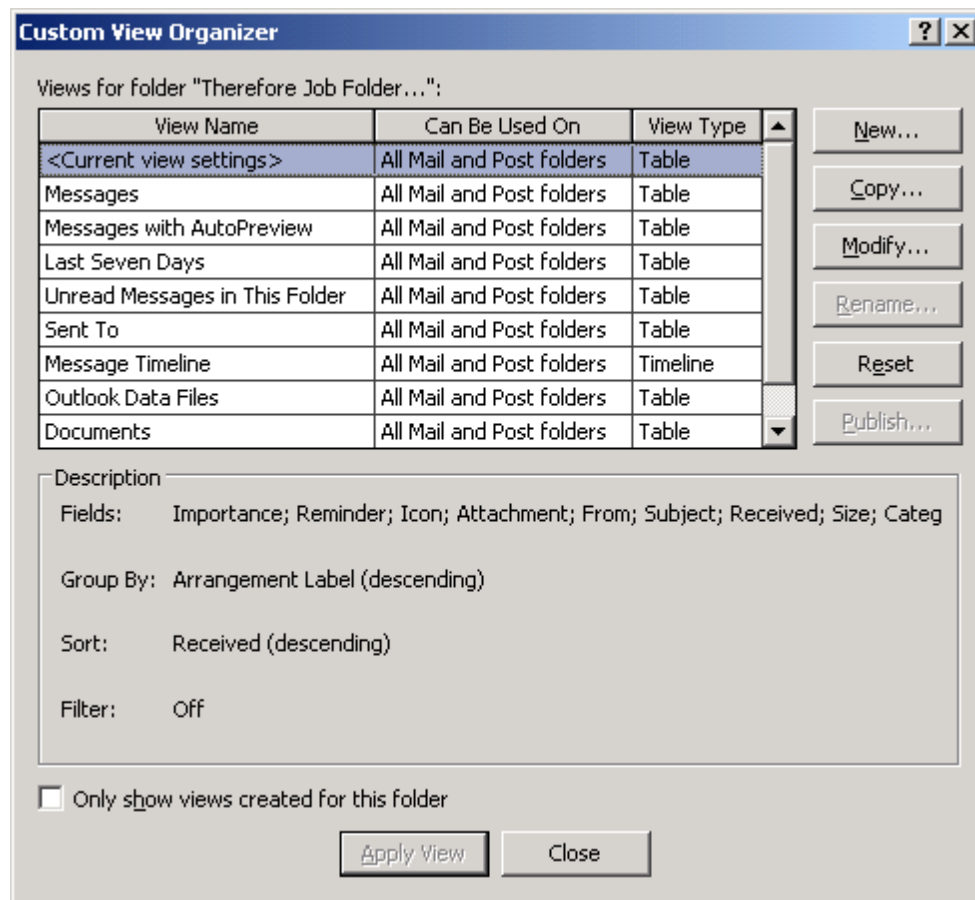 Custom View Organizer
Views for folder "Therefore Job Folder...":
View Name Can Be Used On View Type
<Current view settings> All Mail and Post folders Table
Messages All Mail and Post folders Table
Messages with AutoPreview All Mail and Post folders Table
Last Seven Days All Mail and Post folders Table
Unread Messages in This Folder All Mail and Post folders Table
Sent To All Mail and Post folders Table
Message Timeline All Mail and Post folders Timeline
Outlook Data Files All Mail and Post folders Table
Documents All Mail and Post folders Table
New...
Copy...
Modify...
Rename...
Reset
Publish...
Description
Fields: Importance; Reminder; Icon; Attachment; From; Subject; Received; Size; Categ
Group By: Arrangement Label (descending)
Sort: Received (descending)
Filter: Off
Only show views created for this folder
Apply View Close